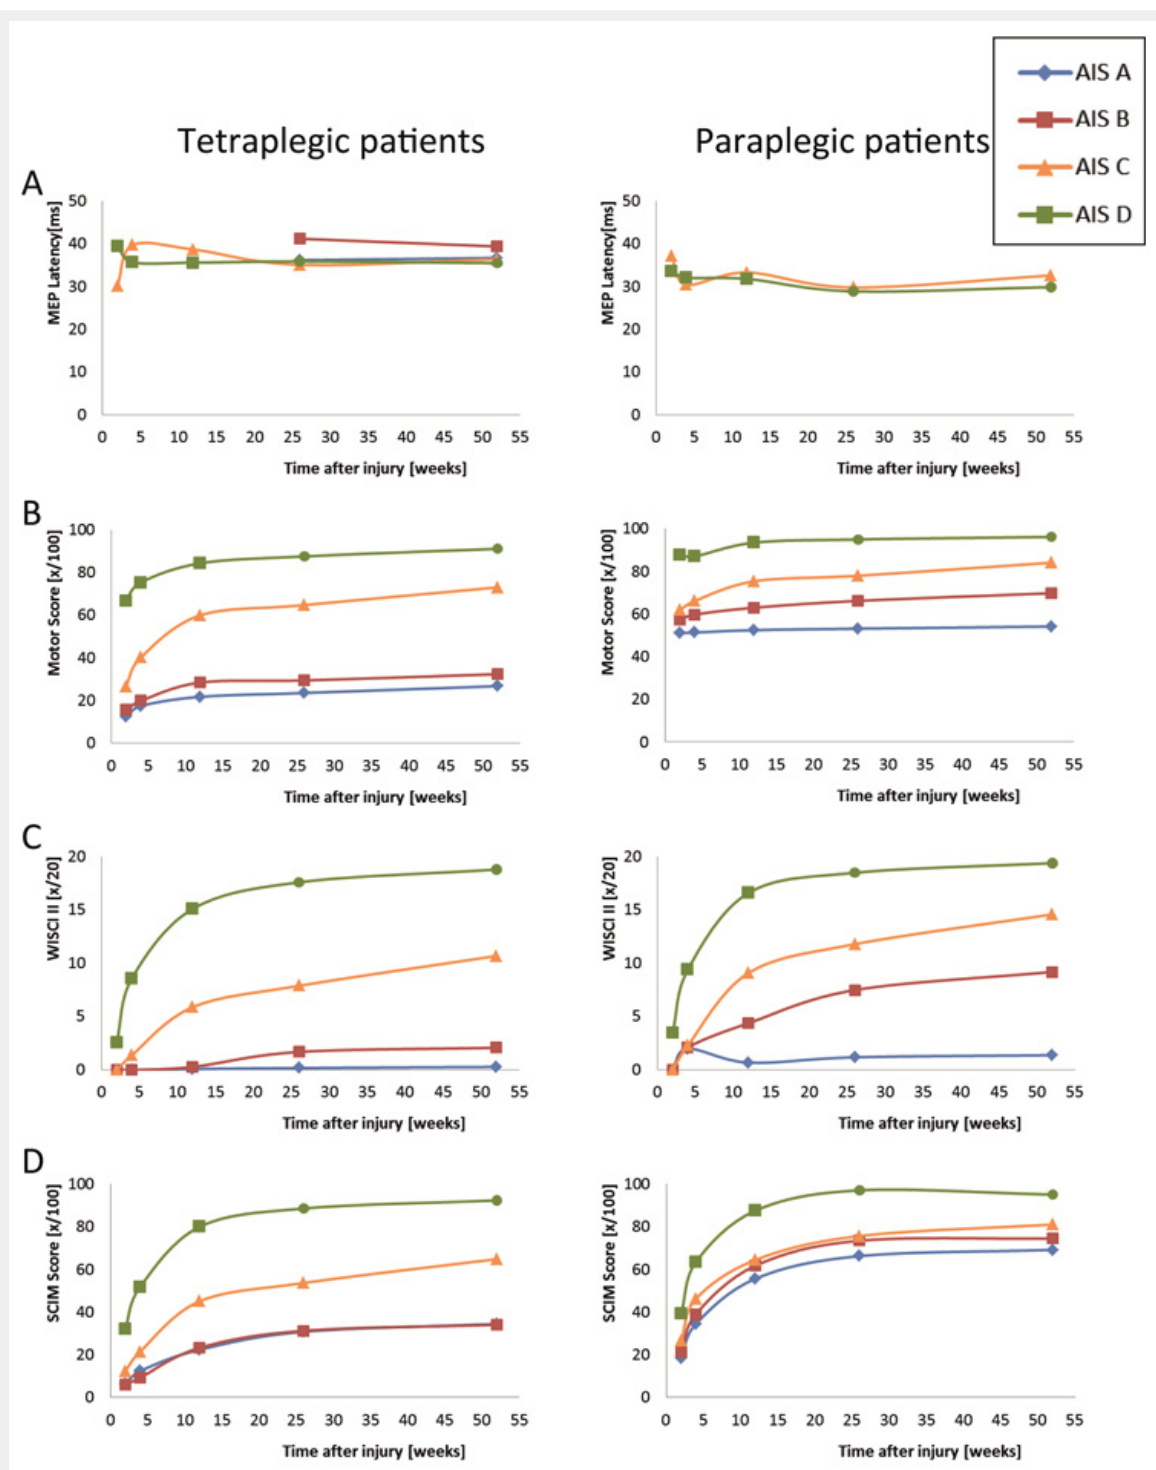 AIS A
AIS B
AIS C
AIS D
Tetraplegic patients
Paraplegic patients
A
MEP Latency[ms]
50
40
30
20
10
0
0 5 10 15 20 25 30 35 40 45 50 55
Time after injury [weeks]
MEP Latency[ms]
50
40
30
20
10
0
0 5 10 15 20 25 30 35 40 45 50 55
Time after injury [weeks]
B
Motor Score [x/100]
100
80
60
40
20
0
0 5 10 15 20 25 30 35 40 45 50 55
Time after injury [weeks]
Motor Score [x/100]
100
80
60
40
20
0
0 5 10 15 20 25 30 35 40 45 50 55
Time after injury [weeks]
C
WISCI II [x/20]
20
15
10
5
0
0 5 10 15 20 25 30 35 40 45 50 55
Time after injury [weeks]
WISCI II [x/20]
20
15
10
5
0
0 5 10 15 20 25 30 35 40 45 50 55
Time after injury [weeks]
D
SCIM Score [x/100]
100
80
60
40
20
0
0 5 10 15 20 25 30 35 40 45 50 55
Time after injury [weeks]
SCIM Score [x/100]
100
80
60
40
20
0
0 5 10 15 20 25 30 35 40 45 50 55
Time after injury [weeks]